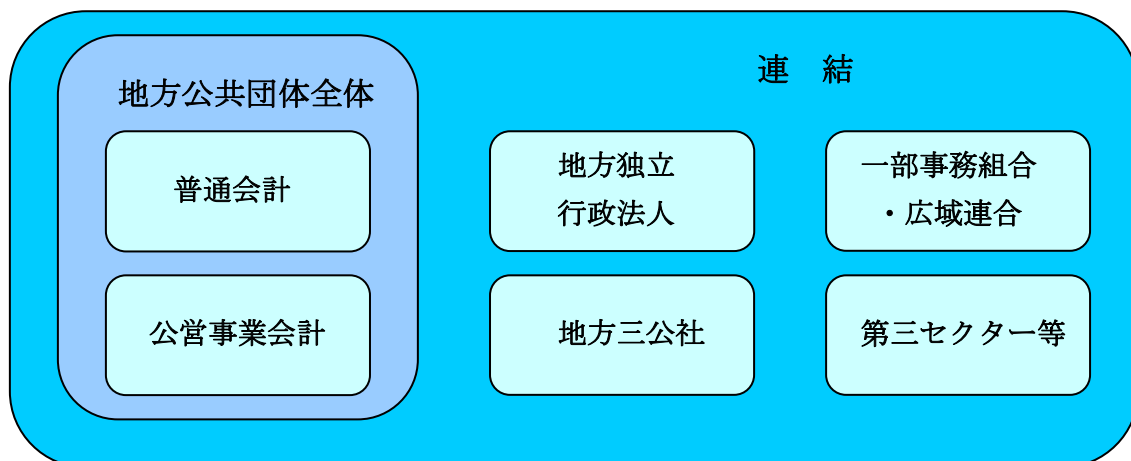 連　結
地方公共団体全体
普通会計
公営事業会計
地方独立
行政法人
一部事務組合
・広域連合
地方三公社
第三セクター等